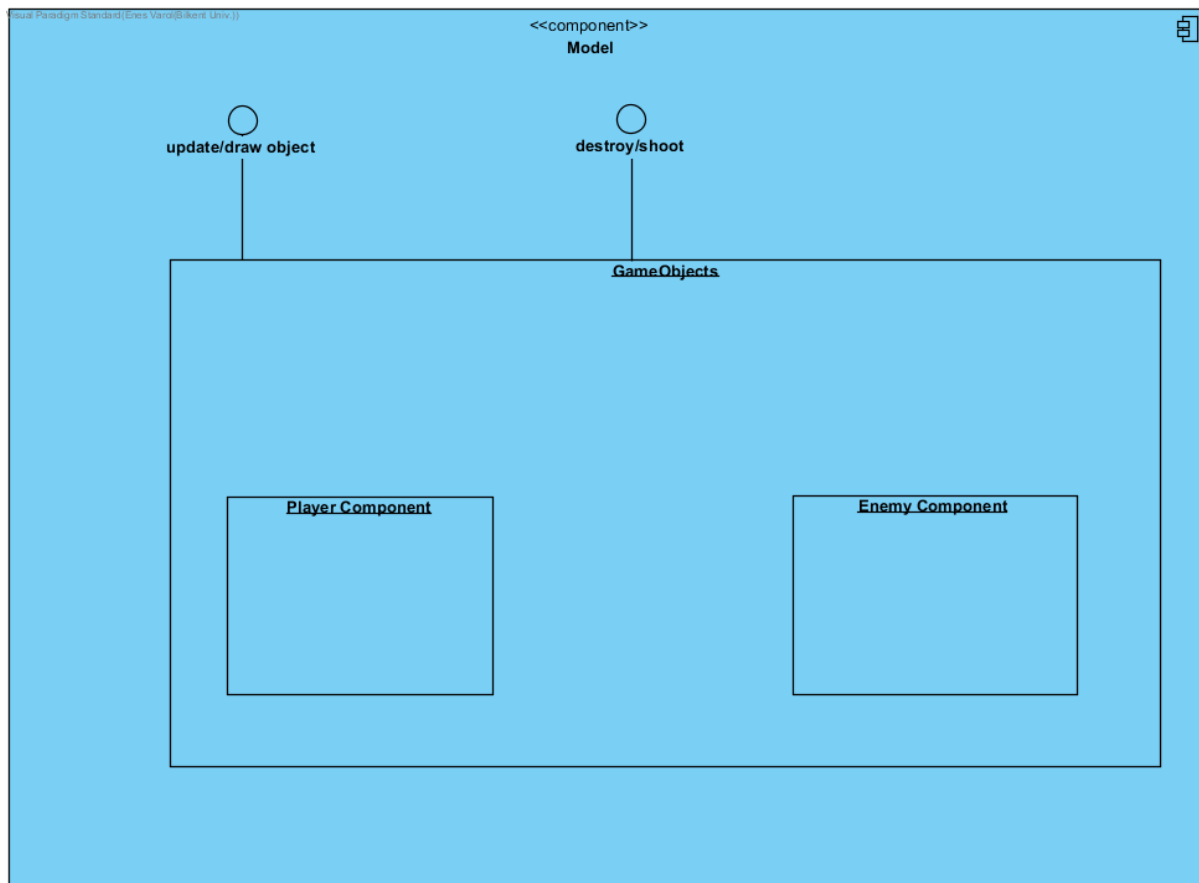 Visual Paradigm Standard(Enes Varol(Bilkent Univ.))
<<component>>
Model
update/draw object
destroy/shoot
GameObjects
Player Component
Enemy Component